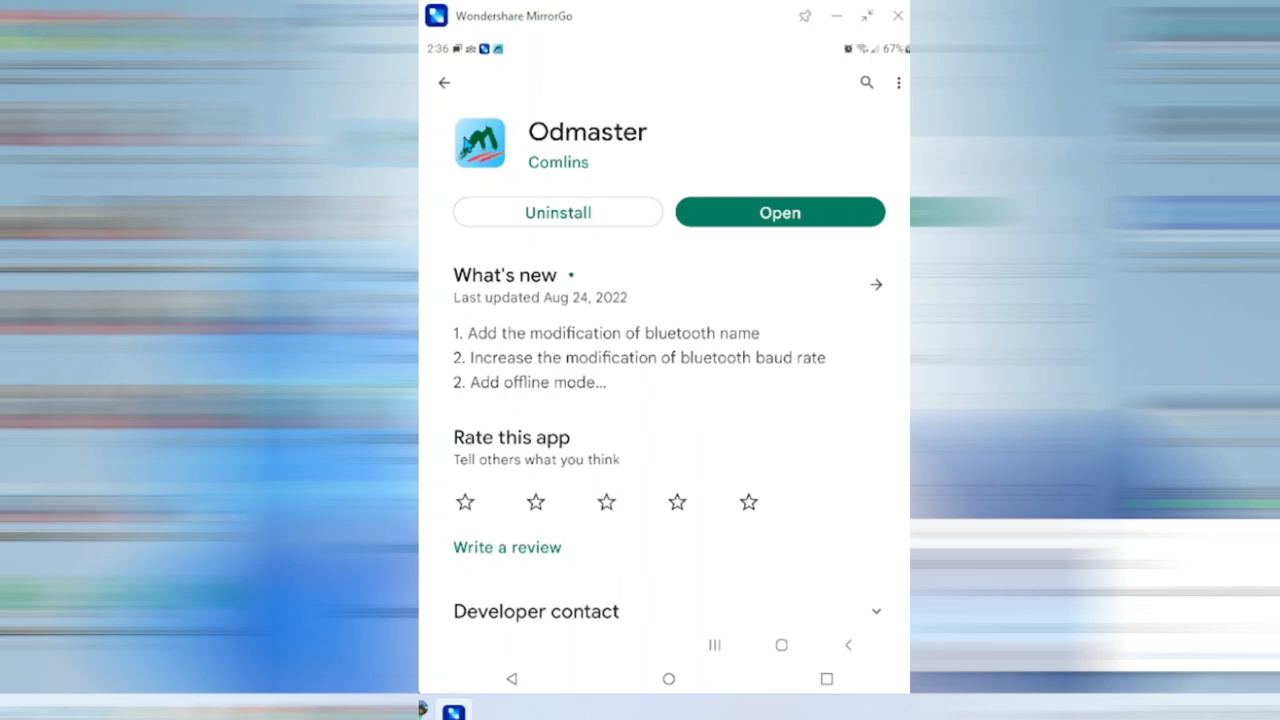 Wondershare MirrorGo
2:36
67%
Odmaster
Comlins
Uninstall
Open
What's new •
Last updated Aug 24, 2022
1. Add the modification of bluetooth name
2. Increase the modification of bluetooth baud rate
2. Add offline mode...
Rate this app
Tell others what you think
Write a review
Developer contact